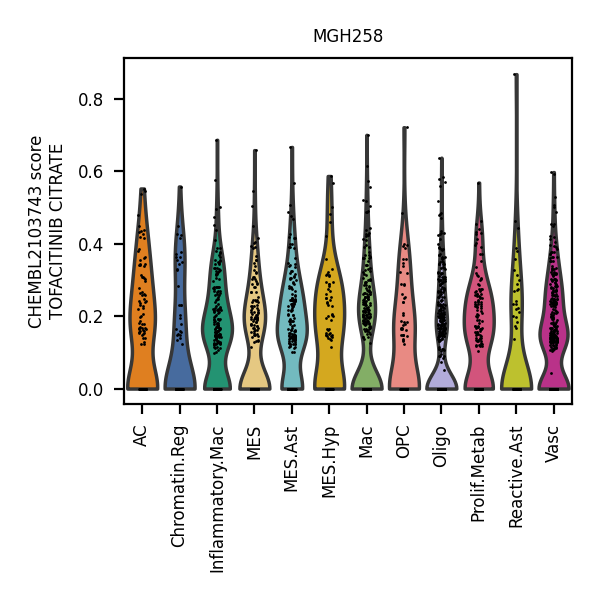 MGH258
CHEMBL2103743 score
TOFACITINIB CITRATE
0.8
0.6
0.4
0.2
0.0
AC
Chromatin.Reg
Inflammatory.Mac
MES
MES.Ast
MES.Hyp
Mac
OPC
Oligo
Prolif.Metab
Reactive.Ast
Vasc